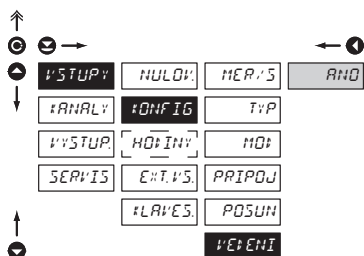 VSTUPY NULOV. MER/S ANO
KANALY KONFIG TYP
VYSTUP. HODINY MOD
SERVIS EXT.VS. PRIPOJ
KLAVES. POSUN
VEDENI